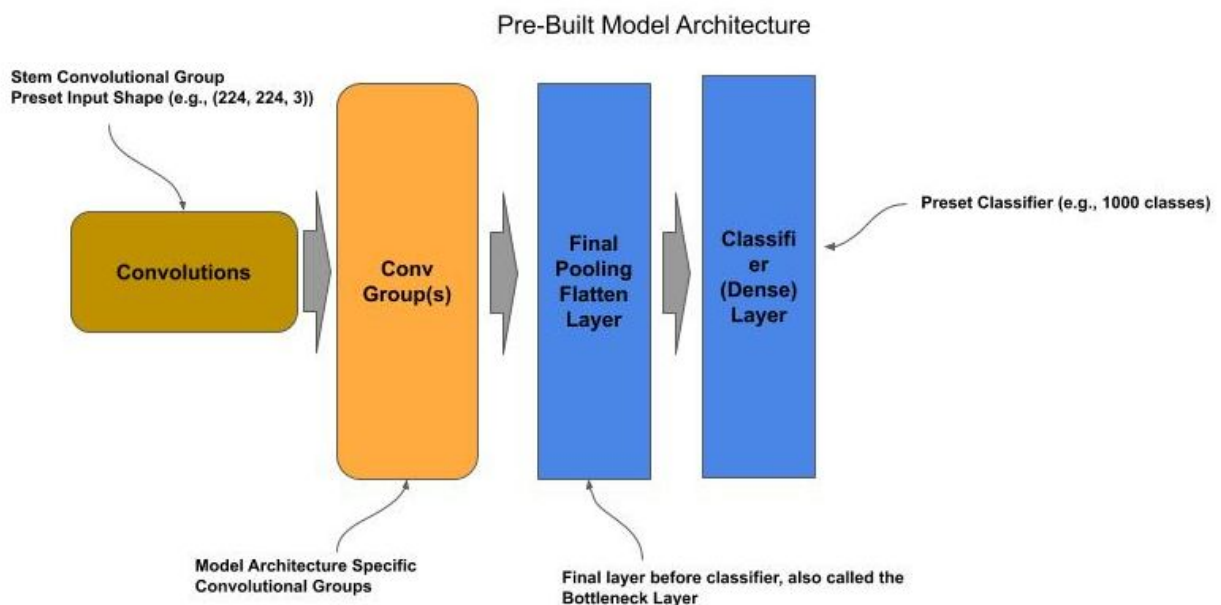 Pre-Built Model Architecture
Stem Convolutional Group
Preset Input Shape (e.g., (224, 224, 3))
Convolutions
Conv
Group(s)
Final
Pooling
Flatten
Layer
Classifi
er
(Dense)
Layer
Preset Classifier (e.g., 1000 classes)
Model Architecture Specific
Convolutional Groups
Final layer before classifier, also called the
Bottleneck Layer